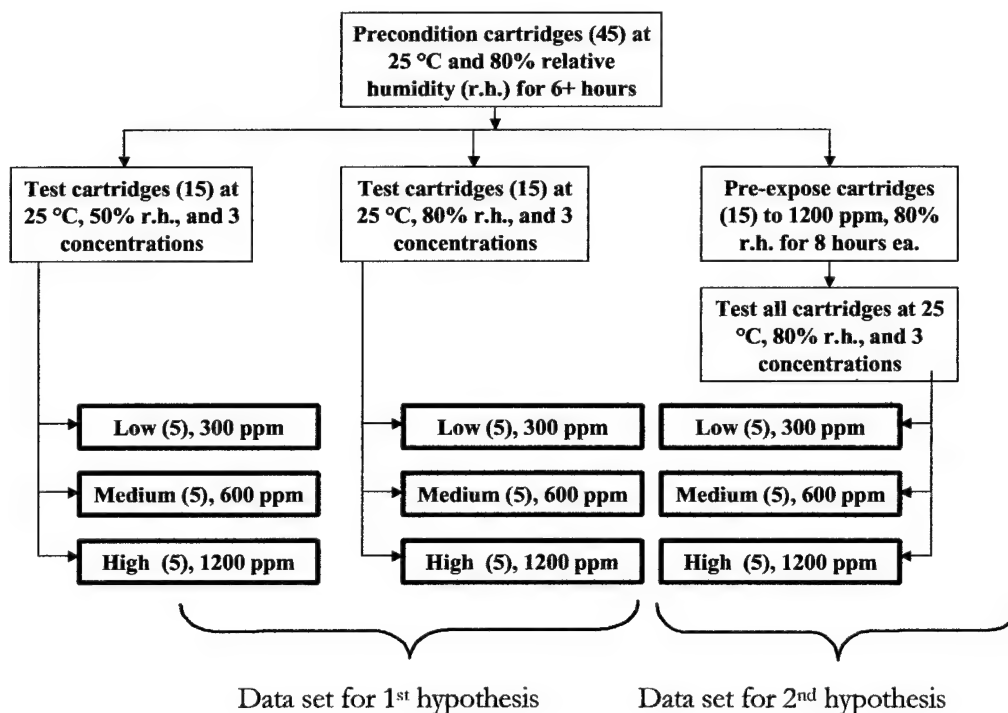 Precondition cartridges (45) at
25 °C and 80% relative
humidity (r.h.) for 6+ hours
Test cartridges (15) at
25 °C, 50% r.h., and 3
concentrations
Test cartridges (15) at
25 °C, 80% r.h., and 3
concentrations
Pre-expose cartridges
(15) to 1200 ppm, 80%
r.h. for 8 hours ea.
Test all cartridges at 25
°C, 80% r.h., and 3
concentrations
Low (5), 300 ppm
Medium (5), 600 ppm
High (5), 1200 ppm
Low (5), 300 ppm
Medium (5), 600 ppm
High (5), 1200 ppm
Low (5), 300 ppm
Medium (5), 600 ppm
High (5), 1200 ppm
Data set for 1st hypothesis
Data set for 2nd hypothesis